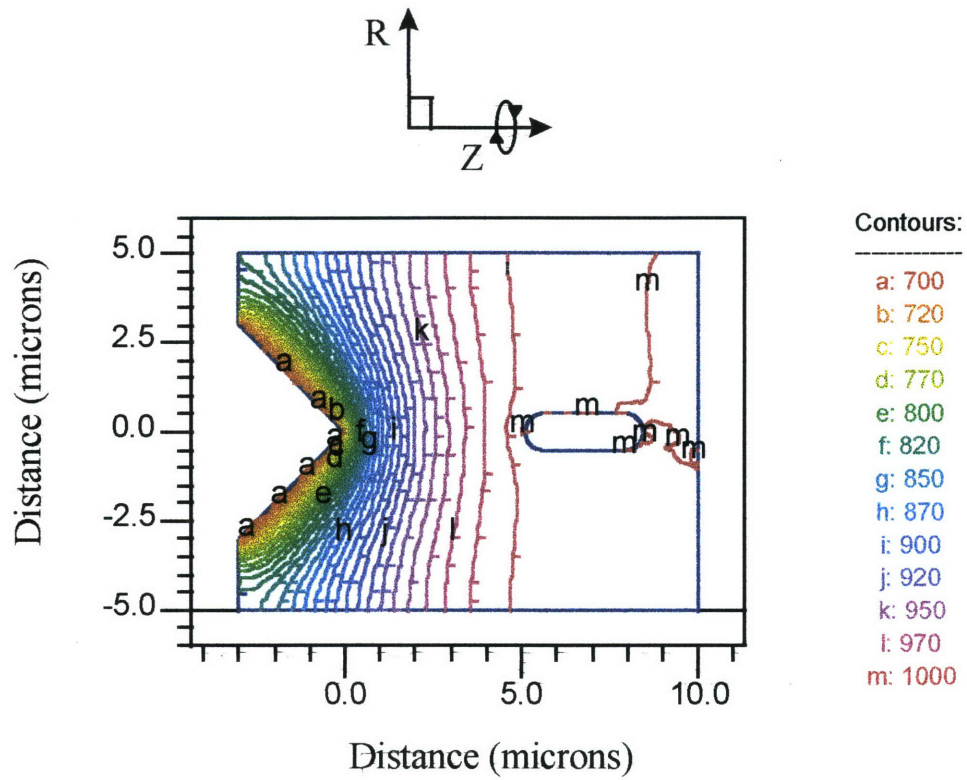 R
Z
Contours:
a: 700
b: 720
c: 750
d: 770
e: 800
f: 820
g: 850
h: 870
i: 900
j: 920
k: 950
l: 970
m: 1000
Distance (microns)
5.0
2.5
0.0
-2.5
-5.0
i
m
k
a
a
b
m
m
f
g
i
m
m
m
m
a
a
d
a
a
e
a
h
j
l
0.0
5.0
10.0
Distance (microns)